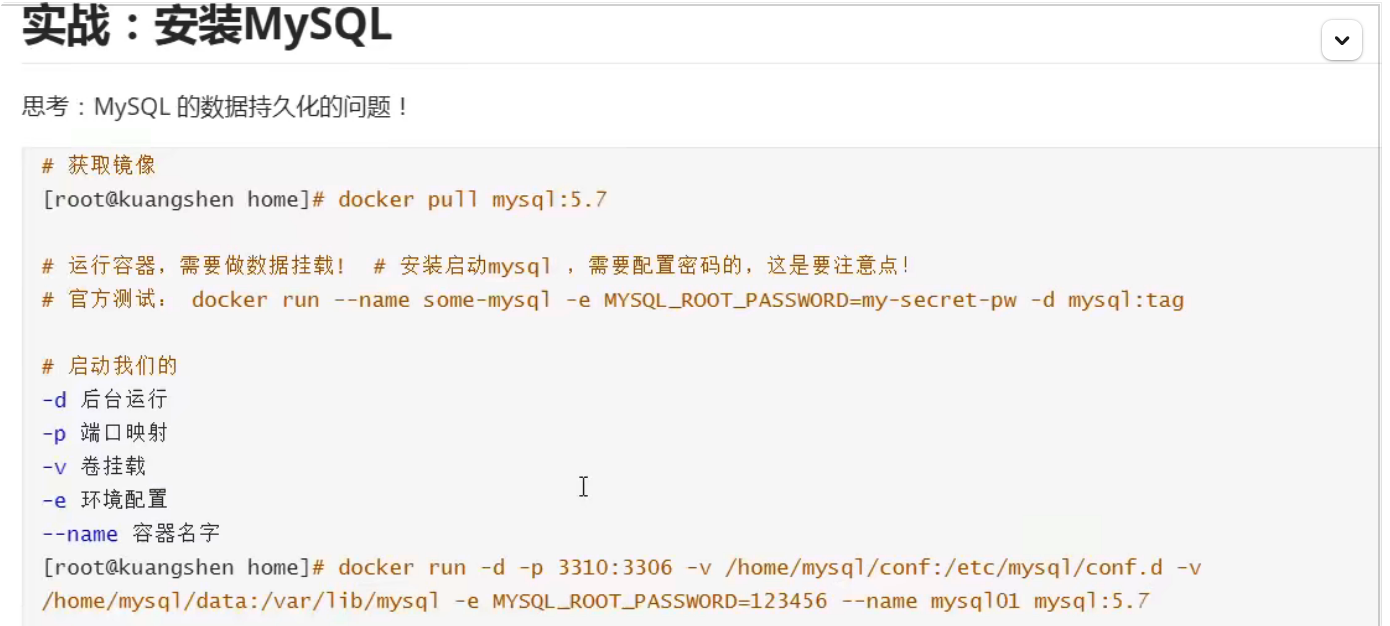 实战：安装MySQL
思考：MySQL 的数据持久化的问题！
# 获取镜像
[root@kuangshen home]# docker pull mysql:5.7
# 运行容器，需要做数据挂载！ # 安装启动mysql ，需要配置密码的，这是要注意点！
# 官方测试： docker run --name some-mysql -e MYSQL_ROOT_PASSWORD=my-secret-pw -d mysql:tag
# 启动我们的
-d 后台运行
-p 端口映射
-v 卷挂载
-e 环境配置
--name 容器名字
[root@kuangshen home]# docker run -d -p 3310:3306 -v /home/mysql/conf:/etc/mysql/conf.d -v
/home/mysql/data:/var/lib/mysql -e MYSQL_ROOT_PASSWORD=123456 --name mysql01 mysql:5.7